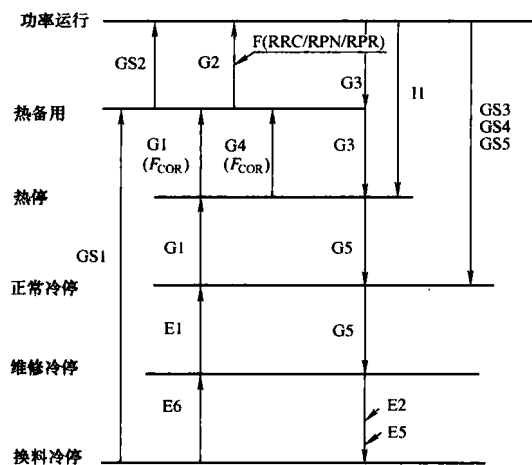 功率运行
F(RRC/RPN/RPR)
GS2
G2
G3
I1
GS3
GS4
GS5
热备用
G1
(F_COR)
G4
(F_COR)
G3
热停
GS1
G1
G5
正常冷停
E1
G5
维修冷停
E6
E2
E5
换料冷停